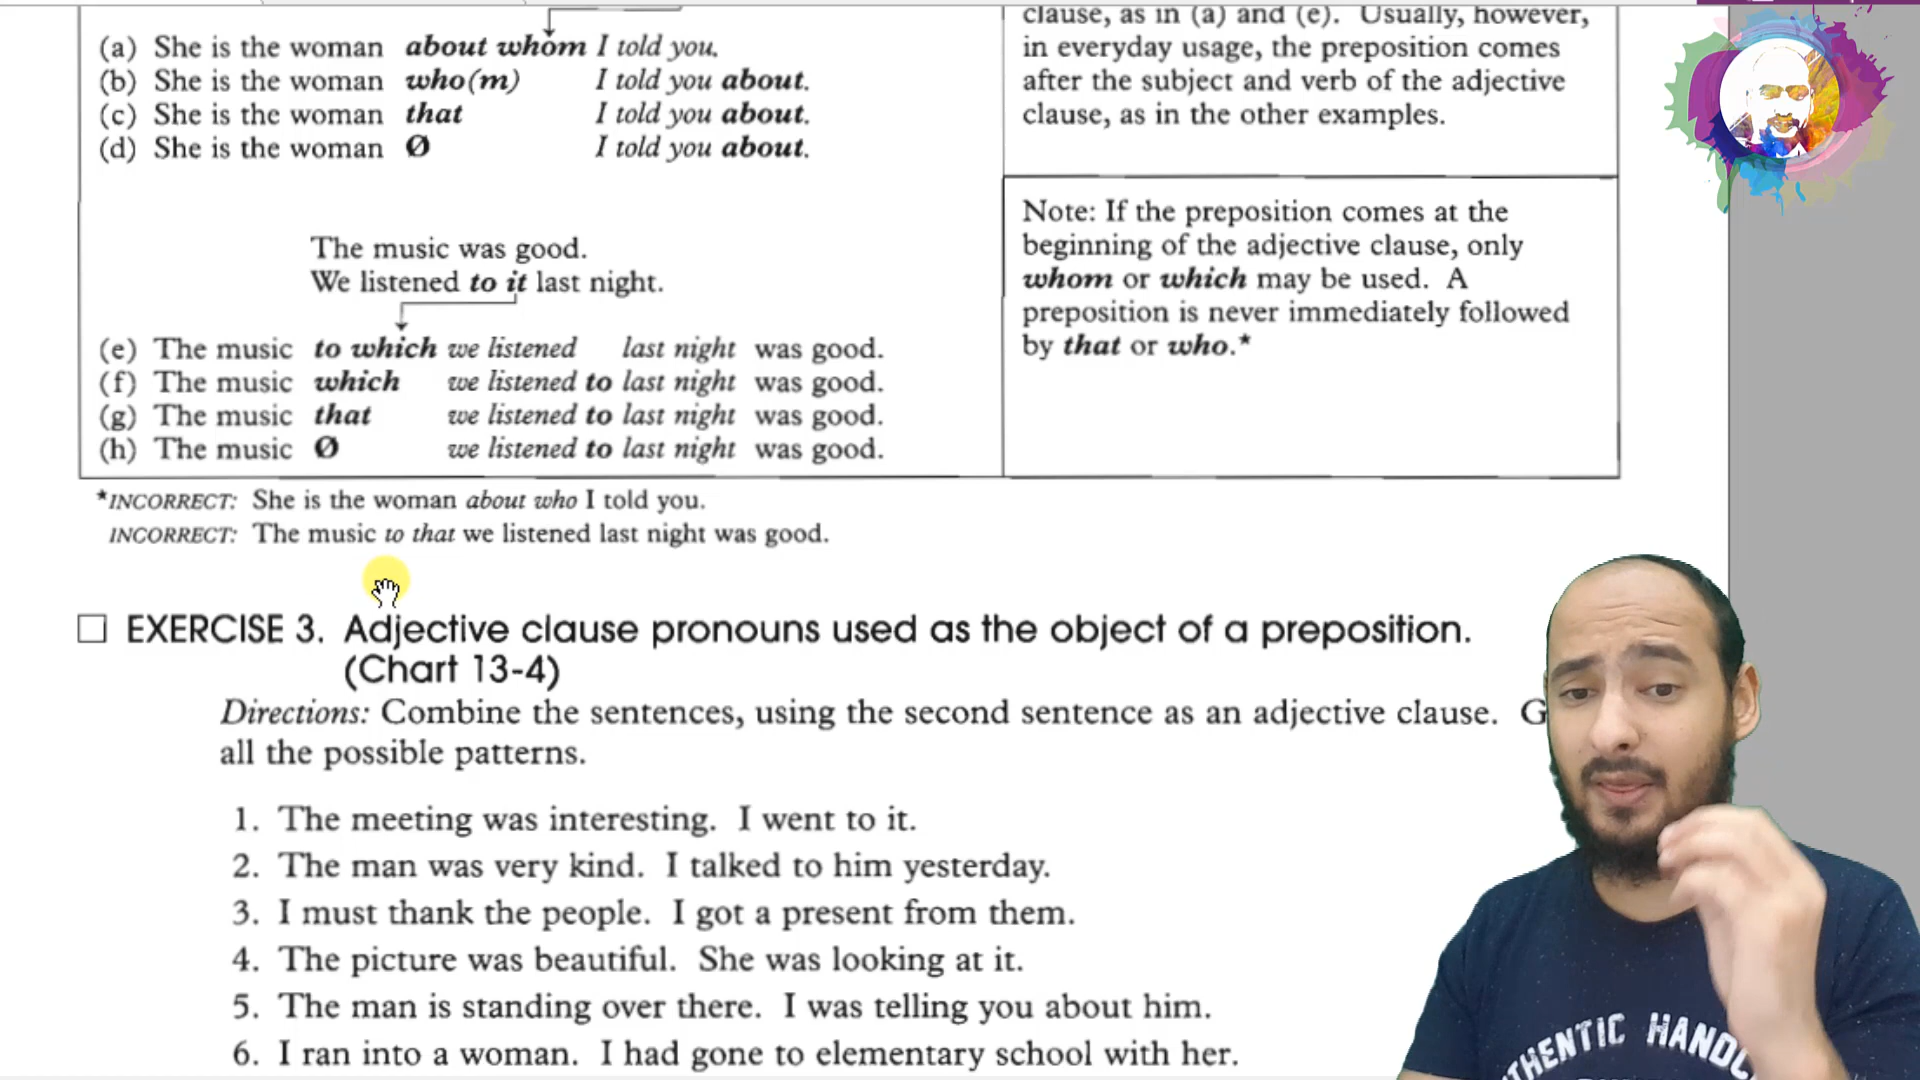 clause, as in (a) and (e). Usually, however,
(a) She is the woman about whom I told you. in everyday usage, the preposition comes
(b) She is the woman who(m) I told you about. after the subject and verb of the adjective
(c) She is the woman that I told you about. clause, as in the other examples.
(d) She is the woman Ø I told you about.
Note: If the preposition comes at the
The music was good. beginning of the adjective clause, only
We listened to it last night. whom or which may be used. A
preposition is never immediately followed
(e) The music to which we listened last night was good. by that or who.*
(f) The music which we listened to last night was good.
(g) The music that we listened to last night was good.
(h) The music Ø we listened to last night was good.
*INCORRECT: She is the woman about who I told you.
INCORRECT: The music to that we listened last night was good.
EXERCISE 3. Adjective clause pronouns used as the object of a preposition.
(Chart 13-4)
Directions: Combine the sentences, using the second sentence as an adjective clause.
all the possible patterns.
1. The meeting was interesting. I went to it.
2. The man was very kind. I talked to him yesterday.
3. I must thank the people. I got a present from them.
4. The picture was beautiful. She was looking at it.
5. The man is standing over there. I was telling you about him.
6. I ran into a woman. I had gone to elementary school with her.
THENTIC HANDC